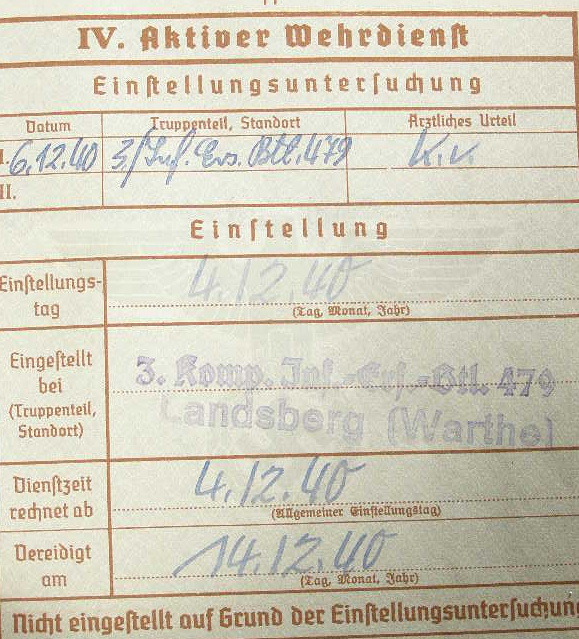 IV. Aktiver Wehrdienst
Einstellungsuntersuchung
Datum Truppenteil, Standort Ärztliches Urteil
I. 6.12.40 3./Inf. Ers. Btl. 479 K.v.
II.
Einstellung
Einstellungs-
tag
4.12.40
(Tag, Monat, Jahr)
Eingestellt
bei
(Truppenteil,
Standort)
3. Komp. Inf.-Ers.-Btl. 479
Landsberg (Warthe)
Dienstzeit
rechnet ab
4.12.40
(Allgemeiner Einstellungstag)
Vereidigt
am
14.12.40
(Tag, Monat, Jahr)
Nicht eingestellt auf Grund der Einstellungsuntersuchung